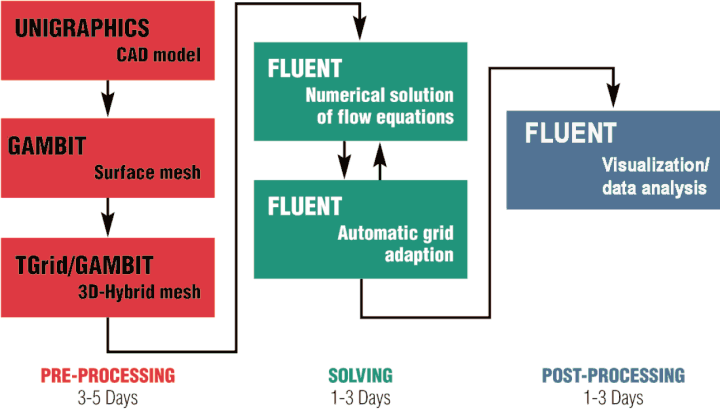 UNIGRAPHICS
CAD model
GAMBIT
Surface mesh
TGrid/GAMBIT
3D-Hybrid mesh
FLUENT
Numerical solution
of flow equations
FLUENT
Automatic grid
adaption
FLUENT
Visualization/
data analysis
PRE-PROCESSING
3-5 Days
SOLVING
1-3 Days
POST-PROCESSING
1-3 Days